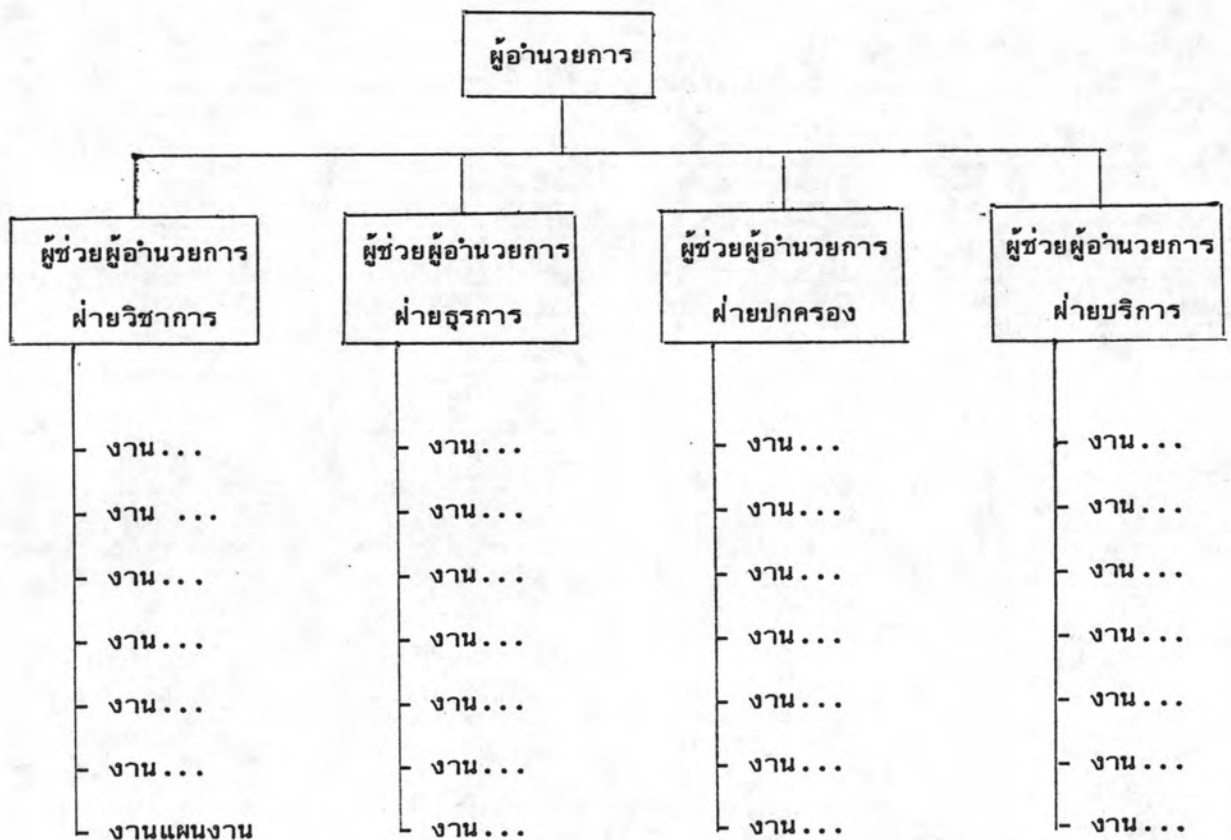 ผู้อำนวยการ
ผู้ช่วยผู้อำนวยการ
ฝ่ายวิชาการ
- งาน...
- งาน...
- งาน...
- งาน...
- งาน...
- งาน...
- งานแผนงาน
ผู้ช่วยผู้อำนวยการ
ฝ่ายธุรการ
- งาน...
- งาน...
- งาน...
- งาน...
- งาน...
- งาน...
- งาน...
ผู้ช่วยผู้อำนวยการ
ฝ่ายปกครอง
- งาน...
- งาน...
- งาน...
- งาน...
- งาน...
- งาน...
- งาน...
ผู้ช่วยผู้อำนวยการ
ฝ่ายบริการ
- งาน...
- งาน...
- งาน...
- งาน...
- งาน...
- งาน...
- งาน...